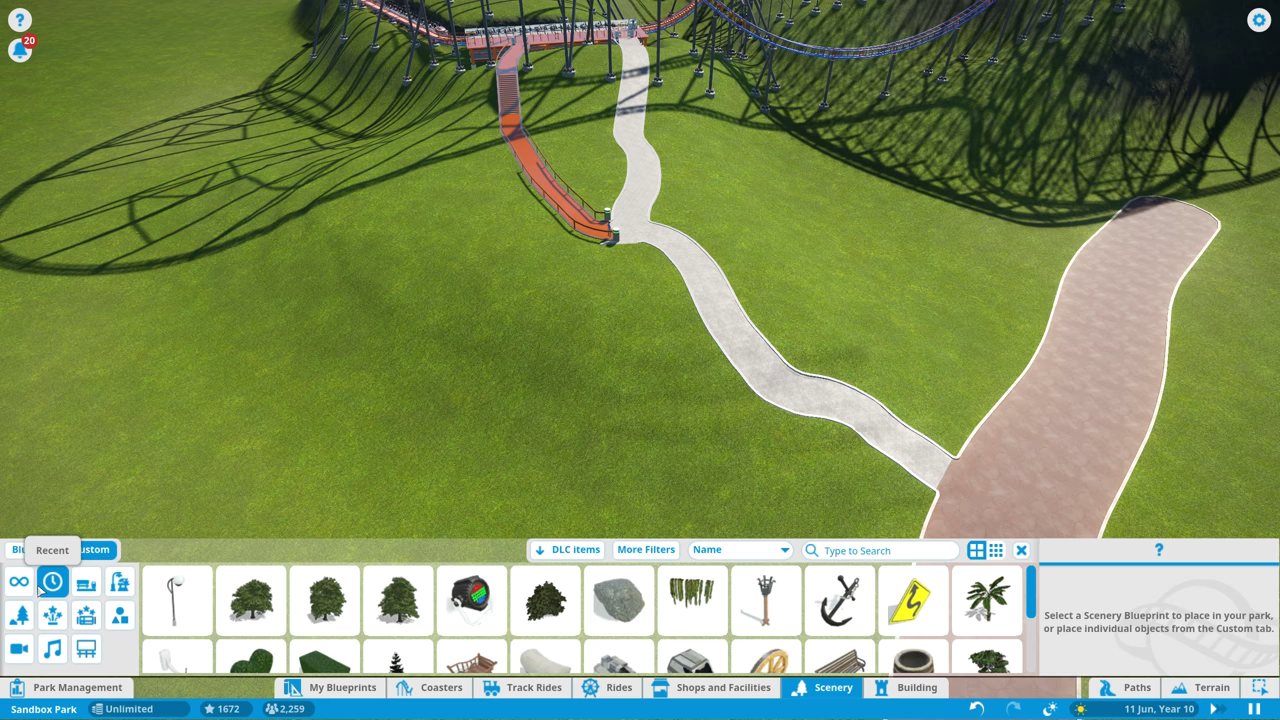 ?
20
Blu
Recent
ustom
DLC items
More Filters
Name
Type to Search
?
Select a Scenery Blueprint to place in your park,
or place individual objects from the Custom tab.
Park Management
My Blueprints
Coasters
Track Rides
Rides
Shops and Facilities
Scenery
Building
Paths
Terrain
Sandbox Park
Unlimited
1672
2,259
11 Jun, Year 10